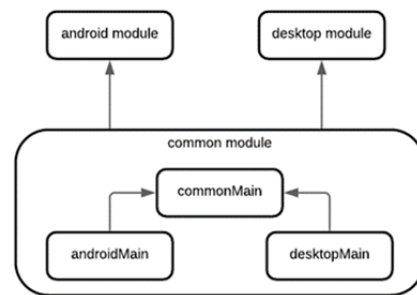 android module
desktop module
common module
commonMain
androidMain
desktopMain